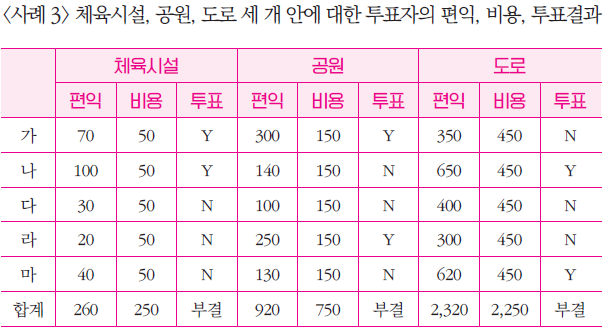 〈사례 3〉 체육시설, 공원, 도로 세 개 안에 대한 투표자의 편익, 비용, 투표결과
체육시설 공원 도로
편익 비용 투표 편익 비용 투표 편익 비용 투표
가 70 50 Y 300 150 Y 350 450 N
나 100 50 Y 140 150 N 650 450 Y
다 30 50 N 100 150 N 400 450 N
라 20 50 N 250 150 Y 300 450 N
마 40 50 N 130 150 N 620 450 Y
합계 260 250 부결 920 750 부결 2,320 2,250 부결